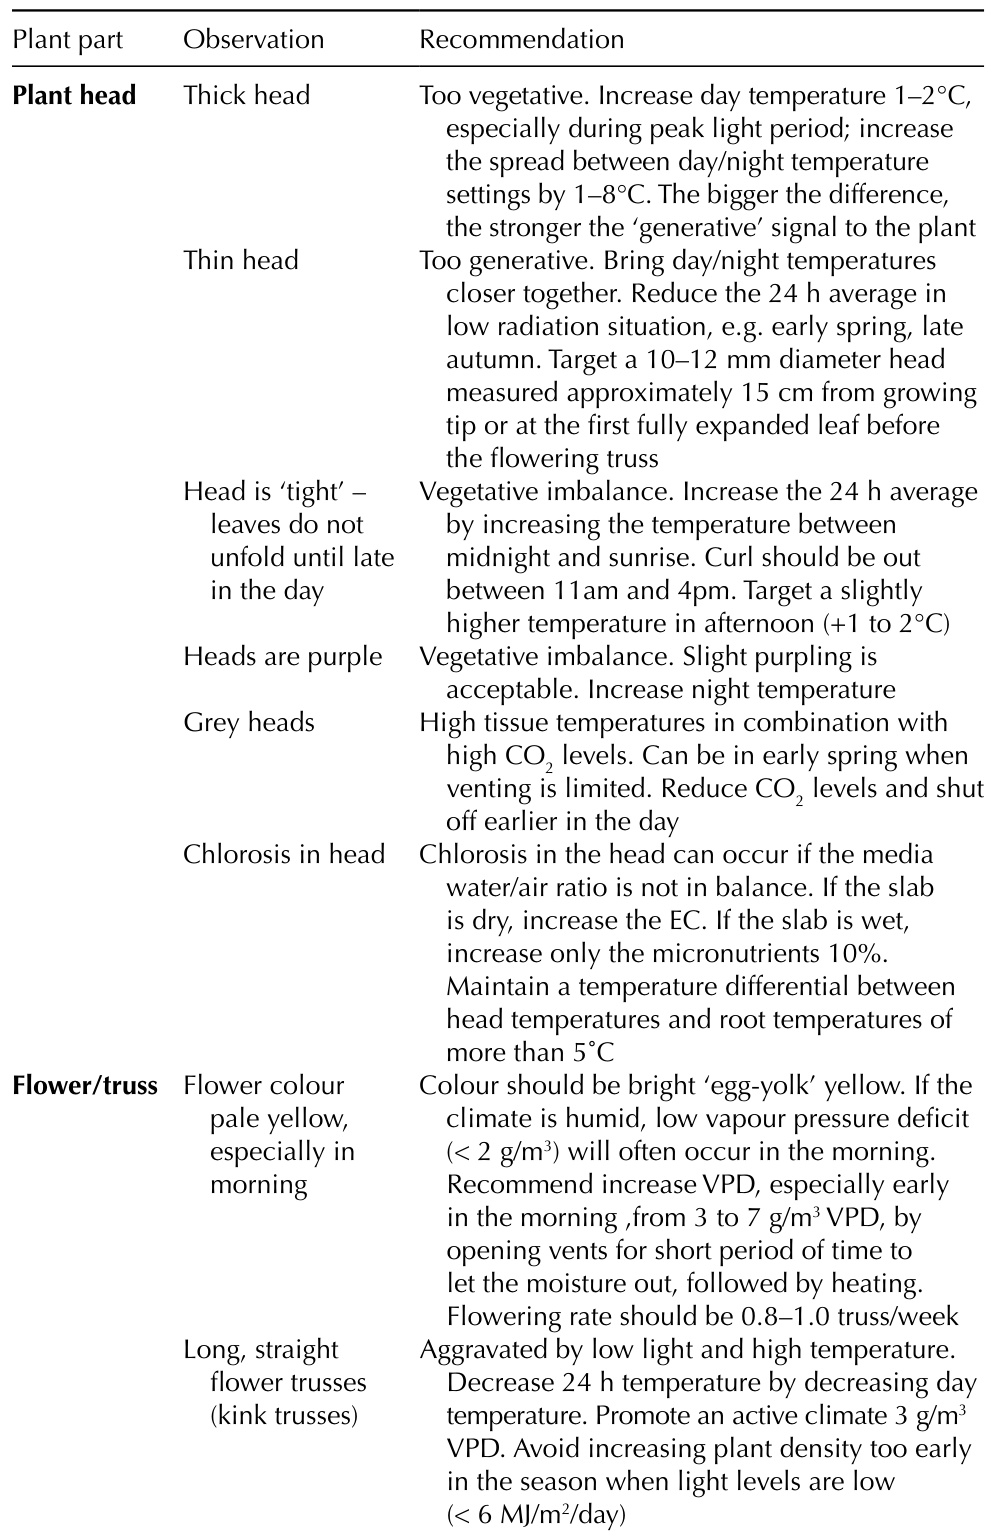 Plant part Observation Recommendation
Plant head Thick head Too vegetative. Increase day temperature 1–2°C,
especially during peak light period; increase
the spread between day/night temperature
settings by 1–8°C. The bigger the difference,
the stronger the ‘generative’ signal to the plant
Thin head Too generative. Bring day/night temperatures
closer together. Reduce the 24 h average in
low radiation situation, e.g. early spring, late
autumn. Target a 10–12 mm diameter head
measured approximately 15 cm from growing
tip or at the first fully expanded leaf before
the flowering truss
Head is ‘tight’ – Vegetative imbalance. Increase the 24 h average
leaves do not by increasing the temperature between
unfold until late midnight and sunrise. Curl should be out
in the day between 11am and 4pm. Target a slightly
higher temperature in afternoon (+1 to 2°C)
Heads are purple Vegetative imbalance. Slight purpling is
acceptable. Increase night temperature
Grey heads High tissue temperatures in combination with
high CO₂ levels. Can be in early spring when
venting is limited. Reduce CO₂ levels and shut
off earlier in the day
Chlorosis in head Chlorosis in the head can occur if the media
water/air ratio is not in balance. If the slab
is dry, increase the EC. If the slab is wet,
increase only the micronutrients 10%.
Maintain a temperature differential between
head temperatures and root temperatures of
more than 5˚C
Flower/truss Flower colour Colour should be bright ‘egg-yolk’ yellow. If the
pale yellow, climate is humid, low vapour pressure deficit
especially in (< 2 g/m³) will often occur in the morning.
morning Recommend increase VPD, especially early
in the morning ,from 3 to 7 g/m³ VPD, by
opening vents for short period of time to
let the moisture out, followed by heating.
Flowering rate should be 0.8–1.0 truss/week
Long, straight Aggravated by low light and high temperature.
flower trusses Decrease 24 h temperature by decreasing day
(kink trusses) temperature. Promote an active climate 3 g/m³
VPD. Avoid increasing plant density too early
in the season when light levels are low
(< 6 MJ/m²/day)